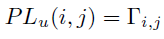 PL_u(i, j) = Γ_{i,j}